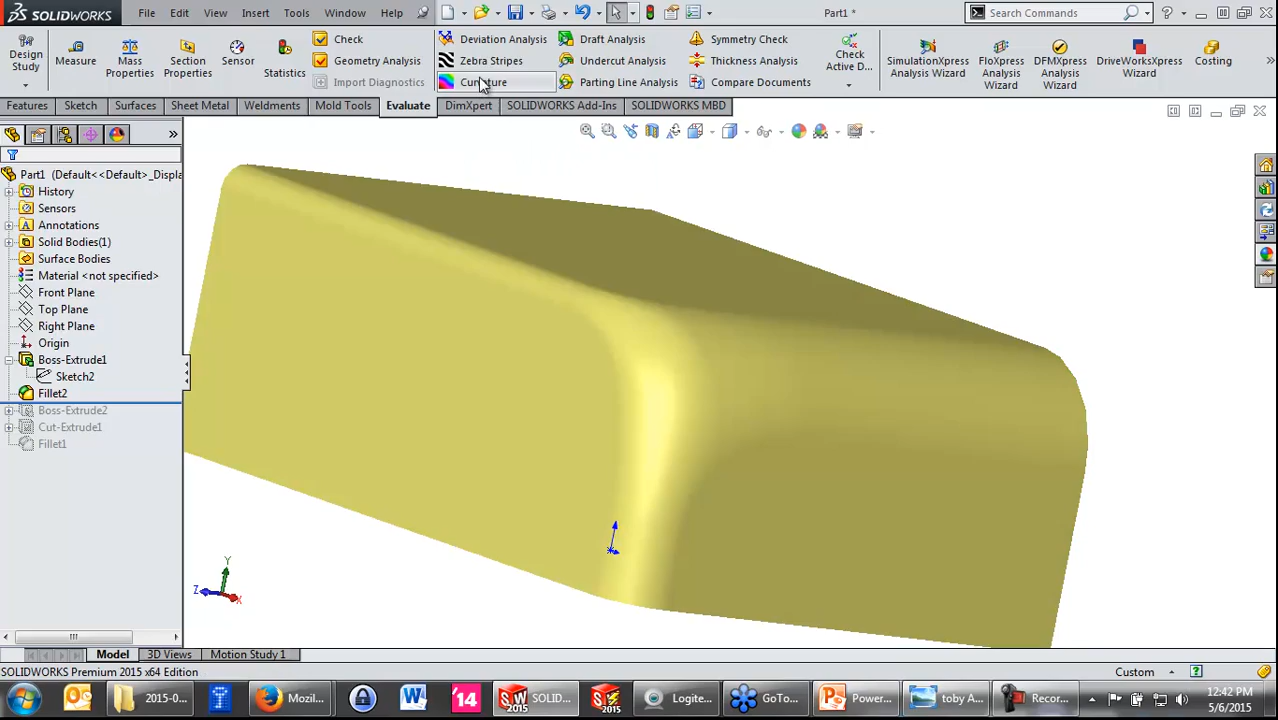 SOLIDWORKS File Edit View Insert Tools Window Help Part1 * Search Commands
Design Study
Measure
Mass Properties
Section Properties
Sensor
Statistics
Check
Geometry Analysis
Import Diagnostics
Deviation Analysis
Zebra Stripes
Draft Analysis
Undercut Analysis
Parting Line Analysis
Symmetry Check
Thickness Analysis
Compare Documents
Check Active D...
SimulationXpress Analysis Wizard
FloXpress Analysis Wizard
DFMXpress Analysis Wizard
DriveWorksXpress Wizard
Costing
Features Sketch Surfaces Sheet Metal Weldments Mold Tools Evaluate DimXpert SOLIDWORKS Add-Ins SOLIDWORKS MBD
Part1 (Default<<Default>_Displa
History
Sensors
Annotations
Solid Bodies(1)
Surface Bodies
Material <not specified>
Front Plane
Top Plane
Right Plane
Origin
Boss-Extrude1
Sketch2
Fillet2
Boss-Extrude2
Cut-Extrude1
Fillet1
Y
Z
X
Model 3D Views Motion Study 1
SOLIDWORKS Premium 2015 x64 Edition Custom
2015-0... Mozil... W '14 SW 2015 SOLID... 2015 Logite... GoTo... Power... toby A... Recor... 12:42 PM
5/6/2015